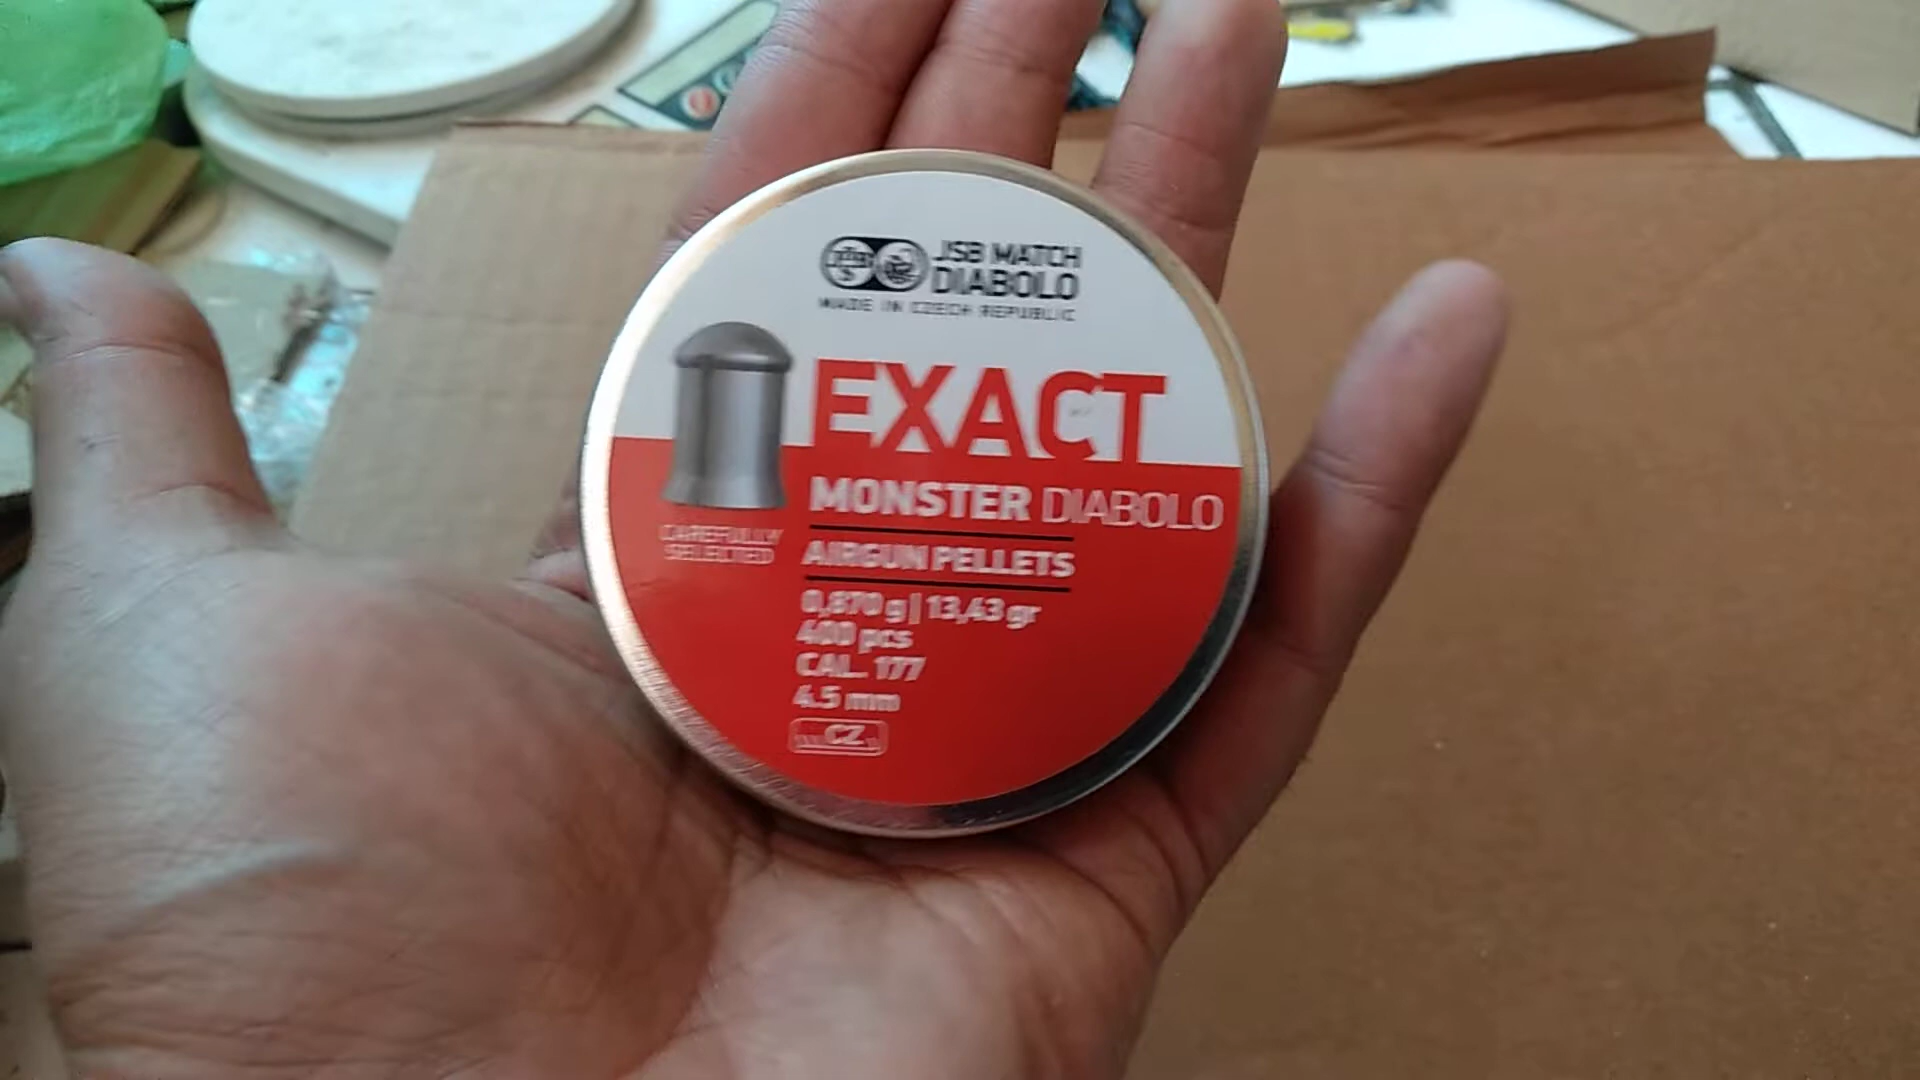 JSB MATCH
DIABOLO
MADE IN CZECH REPUBLIC
EXACT
MONSTER DIABOLO
CAREFULLY
SELECTED
AIRGUN PELLETS
0,870 g | 13,43 gr
400 pcs
CAL. 177
4.5 mm
CZ